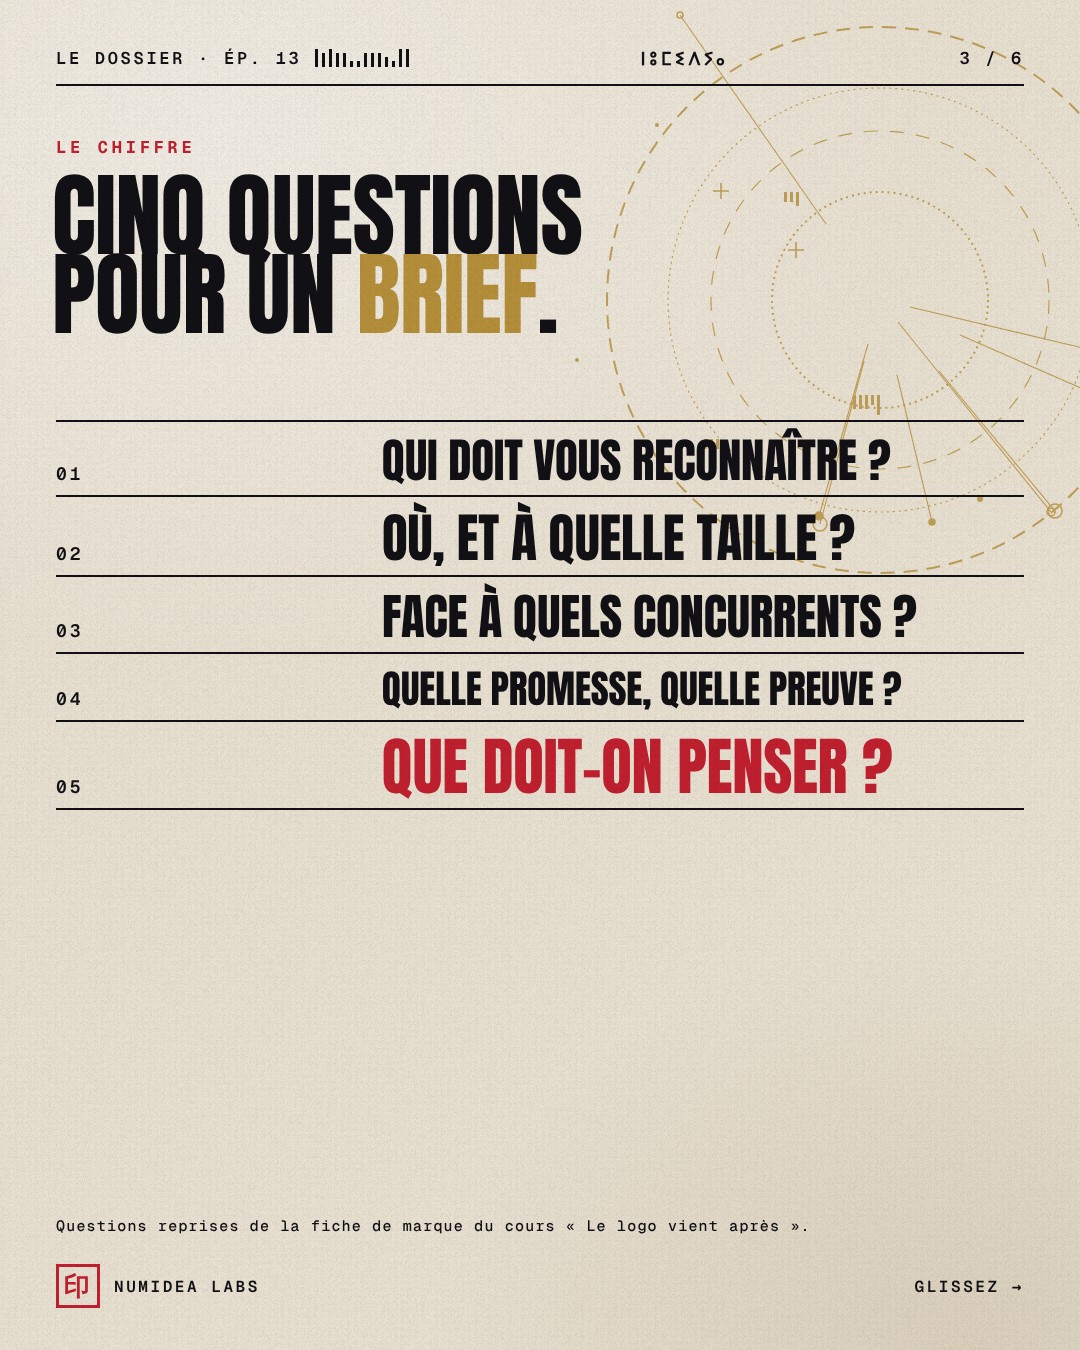 LE DOSSIER · ÉP. 13
ⵏⵓⵎⵉⴷⵢⴰ
3 / 6
LE CHIFFRE
CINQ QUESTIONS
POUR UN BRIEF.
01 QUI DOIT VOUS RECONNAÎTRE ?
02 OÙ, ET À QUELLE TAILLE ?
03 FACE À QUELS CONCURRENTS ?
04 QUELLE PROMESSE, QUELLE PREUVE ?
05 QUE DOIT-ON PENSER ?
Questions reprises de la fiche de marque du cours « Le logo vient après ».
印 NUMIDEA LABS
GLISSEZ →